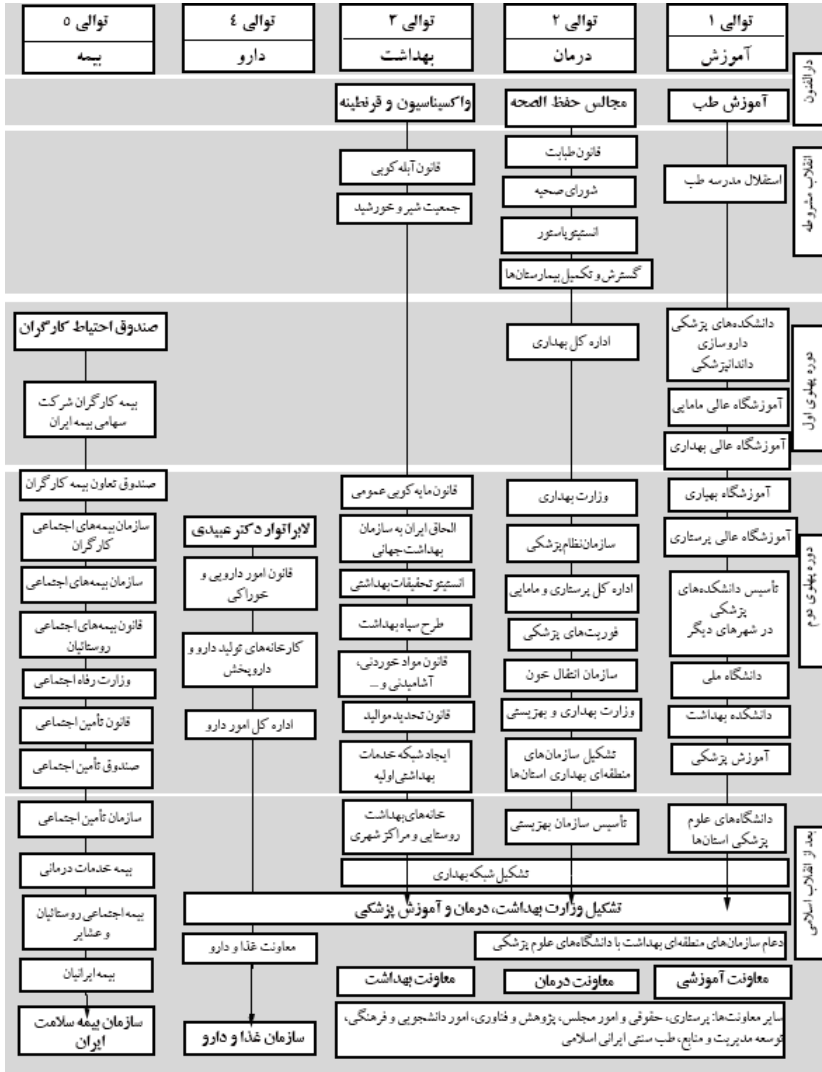 توالی ۱
آموزش
توالی ۲
درمان
توالی ۳
بهداشت
توالی ٤
دارو
توالی ٥
بیمه
دارالفنون
آموزش طب
مجالس حفظ الصحه
واکسیناسیون و قرنطینه
انقلاب مشروطه
استقلال مدرسه طب
قانون طبابت
شورای صحیه
انستیتوپاستور
گسترش و تکمیل بیمارستان‌ها
قانون آبله کوبی
جمعیت شیر و خورشید
دوره پهلوی اول
دانشکده‌های پزشکی
داروسازی
دندانپزشکی
آموزشگاه عالی مامایی
آموزشگاه عالی بهداری
اداره کل بهداری
صندوق احتیاط کارگران
بیمه کارگران شرکت
سهامی بیمه ایران
دوره پهلوی دوم
آموزشگاه بهیاری
آموزشگاه عالی پرستاری
تأسیس دانشکده‌های
پزشکی
در شهرهای دیگر
دانشگاه ملی
دانشکده بهداشت
آموزش پزشکی
وزارت بهداری
سازمان نظام پزشکی
اداره کل پرستاری و مامایی
فوریت‌های پزشکی
سازمان انتقال خون
وزارت بهداری و بهزیستی
تشکیل سازمان‌های
منطقه‌ای بهداری استان‌ها
قانون مایه کوبی عمومی
الحاق ایران به سازمان
بهداشت جهانی
انستیتو تحقیقات بهداشتی
طرح سپاه بهداشت
قانون مواد خوردنی،
آشامیدنی و ...
قانون تحدید موالید
ایجاد شبکه خدمات
بهداشتی اولیه
لابراتوار دکتر عبیدی
قانون امور دارویی و
خوراکی
کارخانه‌های تولید دارو و
داروپخش
اداره کل امور دارو
صندوق تعاون بیمه کارگران
سازمان بیمه‌های اجتماعی
کارگران
سازمان بیمه‌های اجتماعی
قانون بیمه‌های اجتماعی
روستائیان
وزارت رفاه اجتماعی
قانون تأمین اجتماعی
صندوق تأمین اجتماعی
بعد از انقلاب اسلامی
دانشگاه‌های علوم
پزشکی استان‌ها
تأسیس سازمان بهزیستی
خانه‌های بهداشت
روستایی و مراکز شهری
سازمان تأمین اجتماعی
بیمه خدمات درمانی
بیمه اجتماعی روستائیان
و عشایر
بیمه ایرانیان
سازمان بیمه سلامت
ایران
تشکیل شبکه بهداری
تشکیل وزارت بهداشت، درمان و آموزش پزشکی
دعام سازمان‌های منطقه‌ای بهداشت با دانشگاه‌های علوم پزشکی
معاونت آموزشی
معاونت درمان
معاونت بهداشت
معاونت غذا و دارو
سازمان غذا و دارو
سایر معاونت‌ها: پرستاری، حقوقی و امور مجلس، پژوهش و فناوری، امور دانشجویی و فرهنگی،
توسعه مدیریت و منابع، طب سنتی ایرانی اسلامی